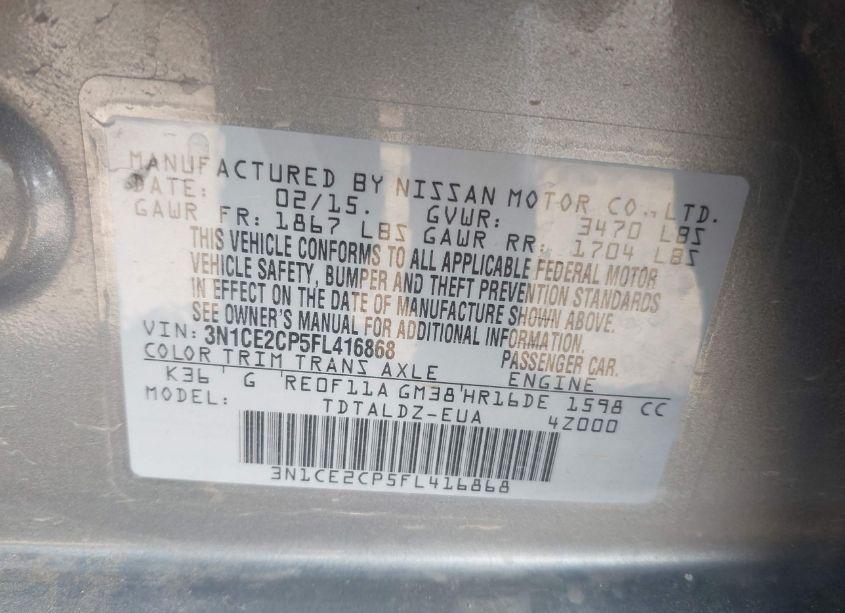 MANUFACTURED BY NISSAN MOTOR CO., LTD.
DATE: 02/15. GVWR: 3470 LBS
GAWR FR: 1867 LBS GAWR RR: 1704 LBS
THIS VEHICLE CONFORMS TO ALL APPLICABLE FEDERAL MOTOR
VEHICLE SAFETY, BUMPER AND THEFT PREVENTION STANDARDS
IN EFFECT ON THE DATE OF MANUFACTURE SHOWN ABOVE.
SEE OWNER'S MANUAL FOR ADDITIONAL INFORMATION.
VIN: 3N1CE2CP5FL416868 PASSENGER CAR.
COLOR TRIM TRANS AXLE ENGINE
K36 G RE0F11A GM38 HR16DE 1598 CC
MODEL: TDTALDZ-EUA 4Z000
3N1CE2CP5FL416868